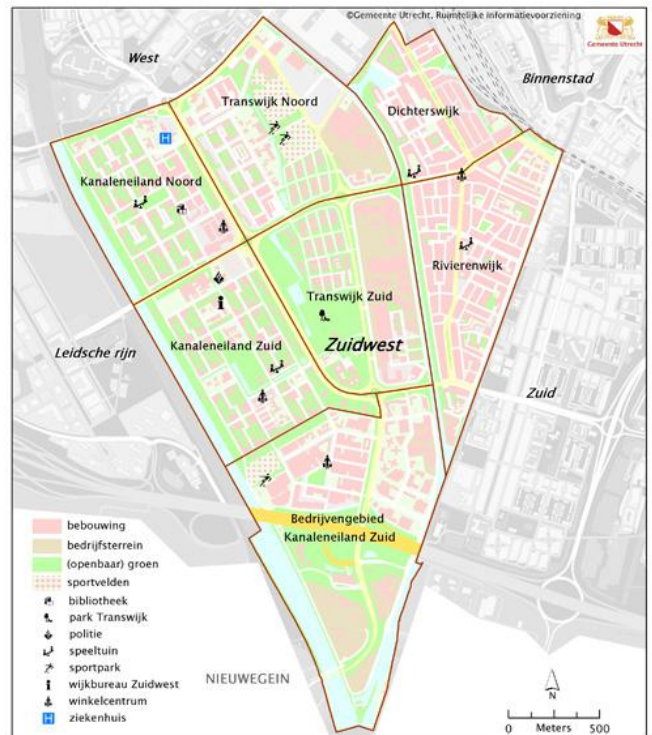 ©Gemeente Utrecht, Ruimtelijke informatievoorziening
Gemeente Utrecht
West
Binnenstad
Transwijk Noord
Dichterswijk
H
Kanaleneiland Noord
Rivierenwijk
Transwijk Zuid
Kanaleneiland Zuid
Zuidwest
Leidsche rijn
Zuid
Bedrijvengebied
Kanaleneiland Zuid
bebouwing
bedrijfsterrein
(openbaar) groen
sportvelden
bibliotheek
park Transwijk
politie
speeltuin
sportpark
wijkbureau Zuidwest
winkelcentrum
H ziekenhuis
NIEUWEGEIN
N
0 Meters 500